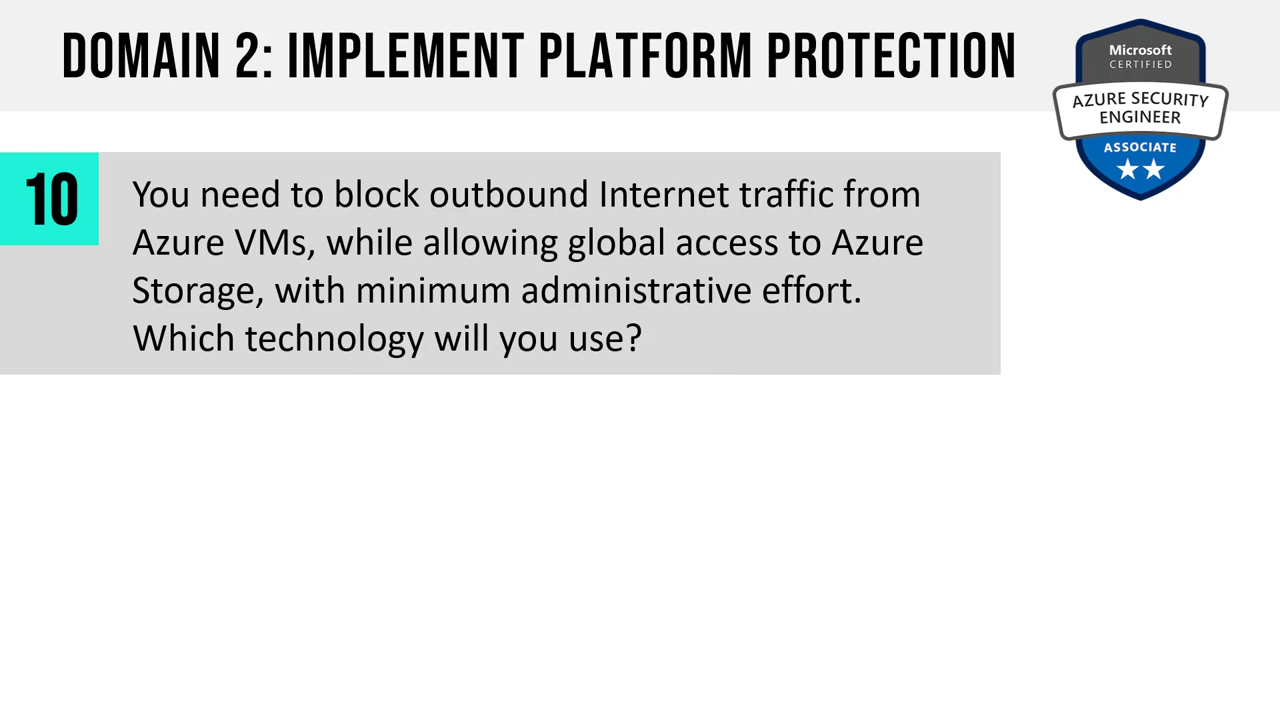 DOMAIN 2: IMPLEMENT PLATFORM PROTECTION
Microsoft
CERTIFIED
AZURE SECURITY
ENGINEER
ASSOCIATE
10
You need to block outbound Internet traffic from
Azure VMs, while allowing global access to Azure
Storage, with minimum administrative effort.
Which technology will you use?